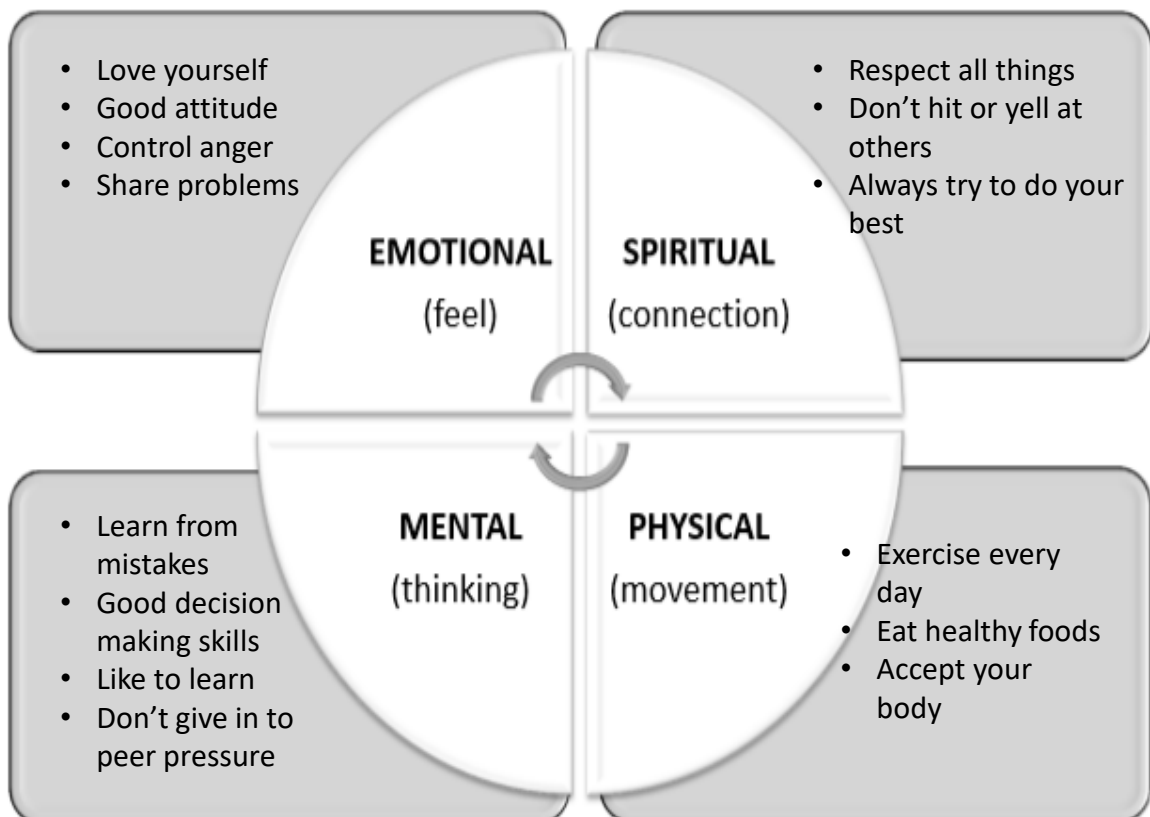 • Love yourself
• Good attitude
• Control anger
• Share problems
EMOTIONAL
(feel)
• Respect all things
• Don’t hit or yell at
others
• Always try to do your
best
SPIRITUAL
(connection)
• Learn from
mistakes
• Good decision
making skills
• Like to learn
• Don’t give in to
peer pressure
MENTAL
(thinking)
PHYSICAL
(movement)
• Exercise every
day
• Eat healthy foods
• Accept your
body